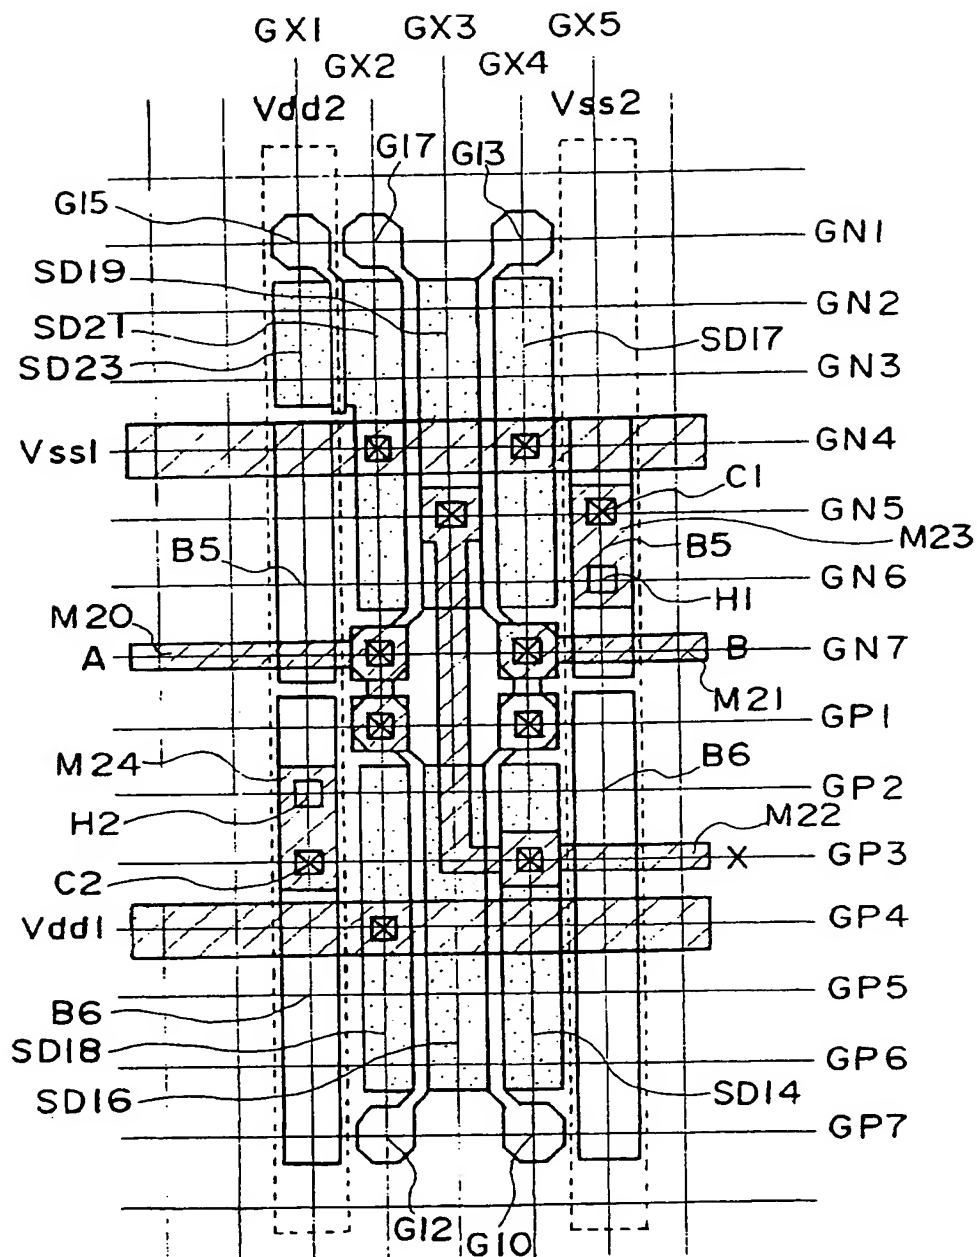 GX1 GX3 GX5
GX2 GX4
Vdd2 Vss2
G17 G13
G15
GN1
SD19
GN2
SD21
SD17
SD23
GN3
Vss1
GN4
C1
GN5
M23
B5
B5
GN6
H1
M20
A
B
GN7
M21
GP1
M24
B6
GP2
H2
M22
X
GP3
C2
Vdd1
GP4
B6
GP5
SD18
GP6
SD16
SD14
GP7
G12
G10